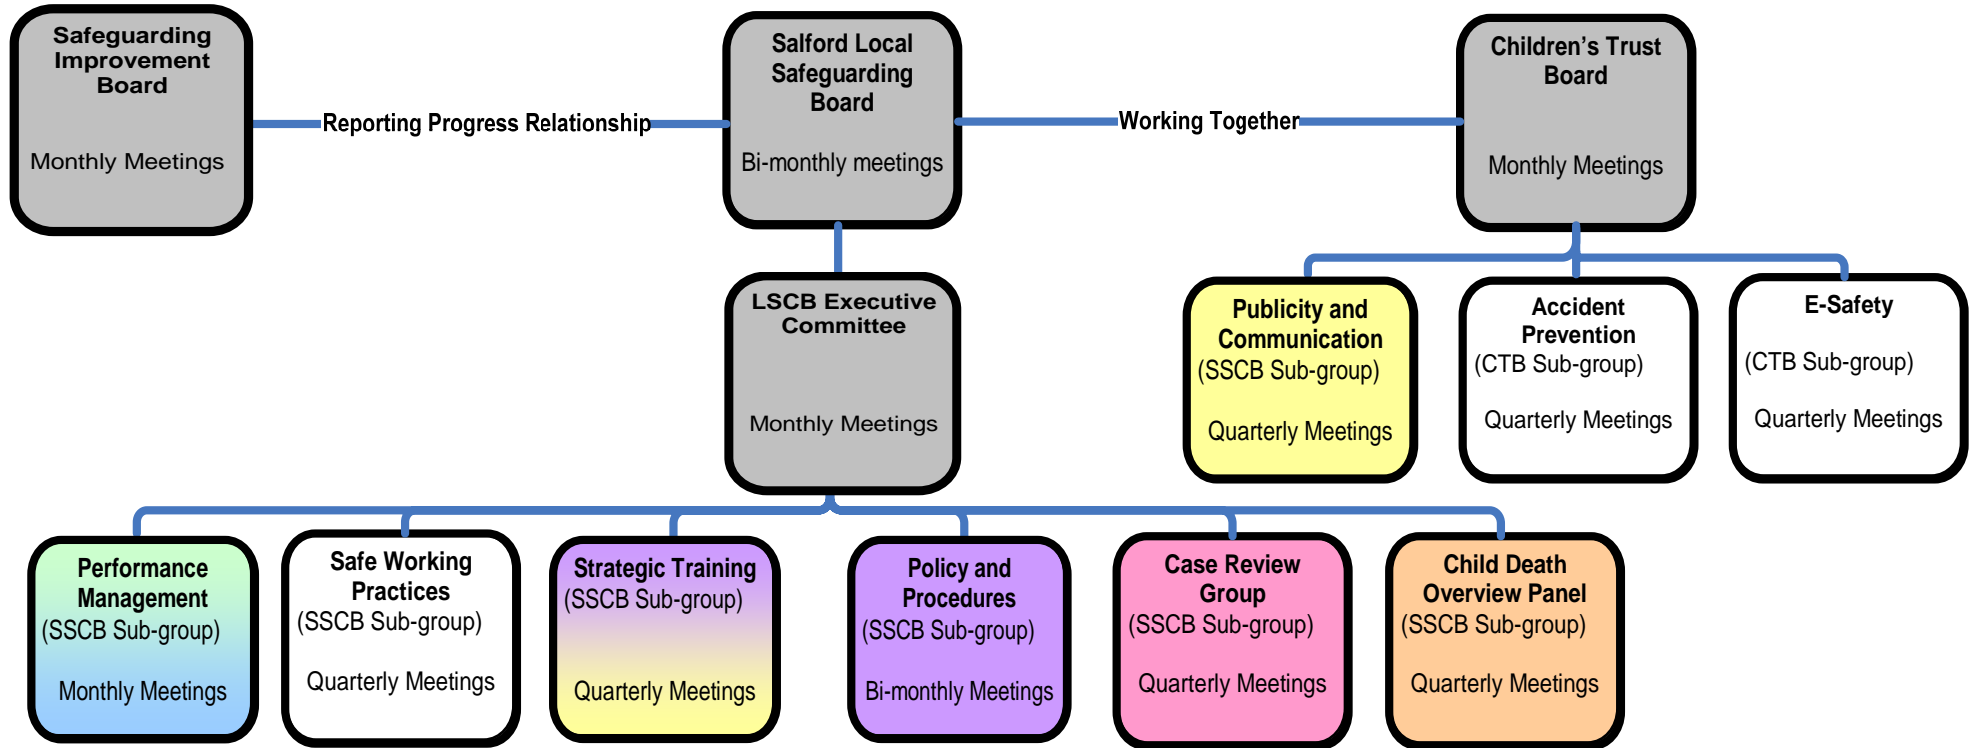 Safeguarding
Improvement
Board
Monthly Meetings
Reporting Progress Relationship
Salford Local
Safeguarding
Board
Bi-monthly meetings
Working Together
Children's Trust
Board
Monthly Meetings
LSCB Executive
Committee
Monthly Meetings
Publicity and
Communication
(SSCB Sub-group)
Quarterly Meetings
Accident
Prevention
(CTB Sub-group)
Quarterly Meetings
E-Safety
(CTB Sub-group)
Quarterly Meetings
Performance
Management
(SSCB Sub-group)
Monthly Meetings
Safe Working
Practices
(SSCB Sub-group)
Quarterly Meetings
Strategic Training
(SSCB Sub-group)
Quarterly Meetings
Policy and
Procedures
(SSCB Sub-group)
Bi-monthly Meetings
Case Review
Group
(SSCB Sub-group)
Quarterly Meetings
Child Death
Overview Panel
(SSCB Sub-group)
Quarterly Meetings